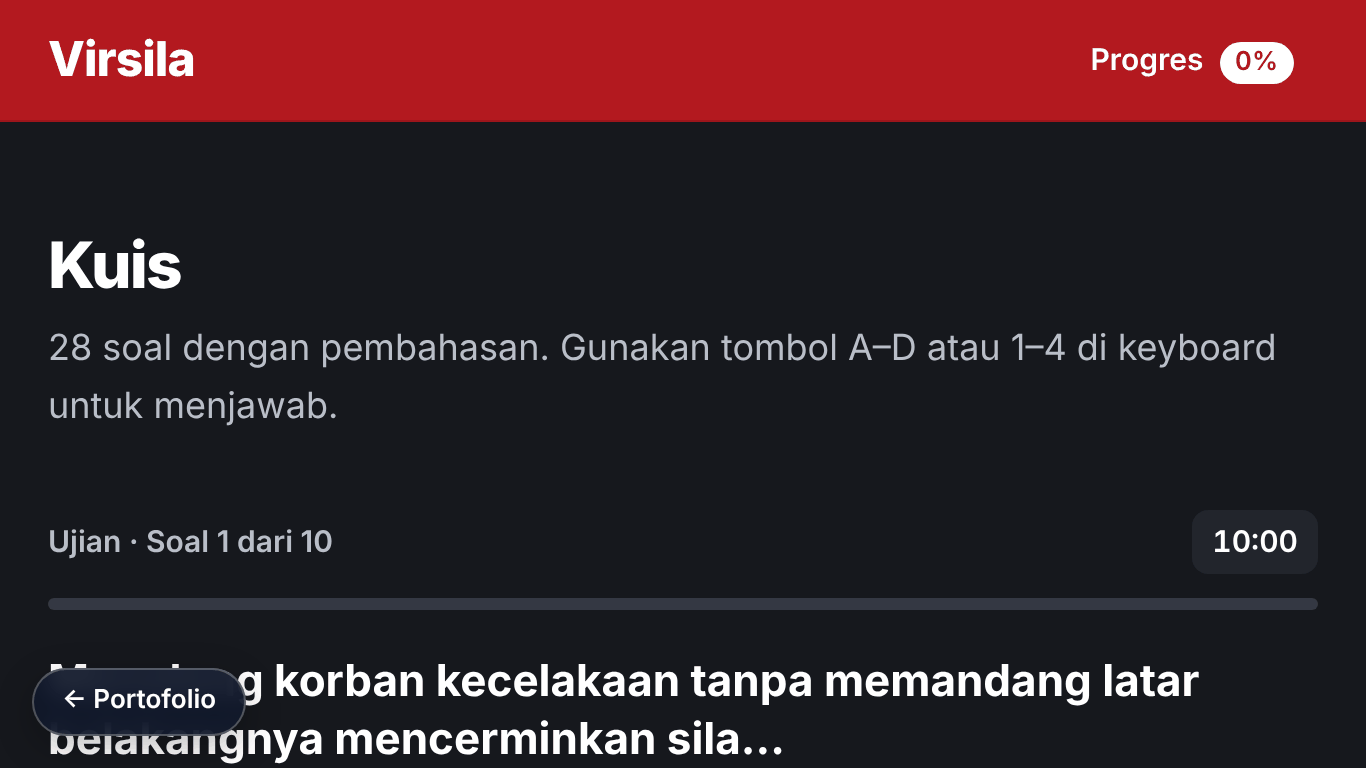 Virsila
Progres 0%
Kuis
28 soal dengan pembahasan. Gunakan tombol A–D atau 1–4 di keyboard
untuk menjawab.
Ujian · Soal 1 dari 10
10:00
korban kecelakaan tanpa memandang latar
belakangnya mencerminkan sila...
← Portofolio